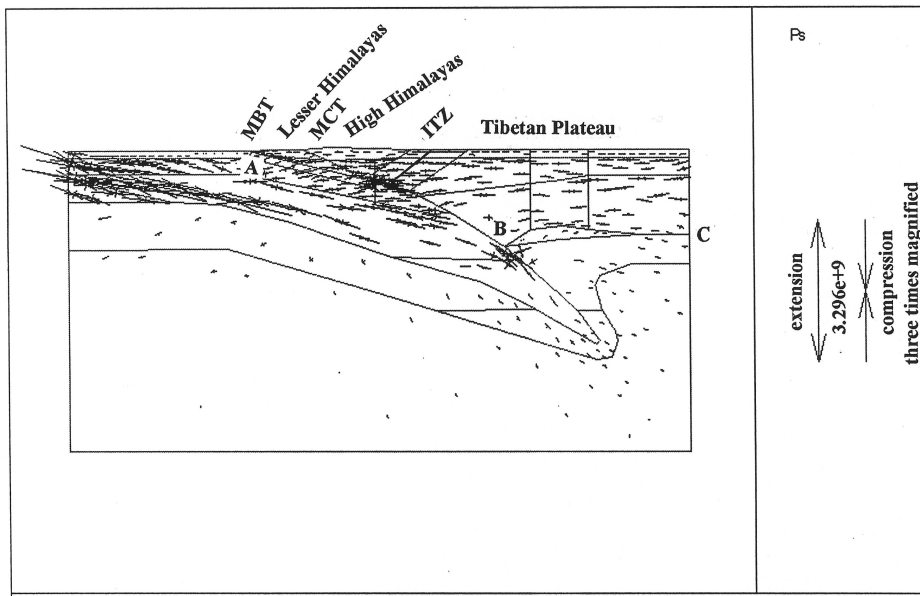 Ps
MBT
Lesser Himalayas
MCT
High Himalayas
ITZ
Tibetan Plateau
A
B
C
extension
3.296e+9
compression
three times magnified